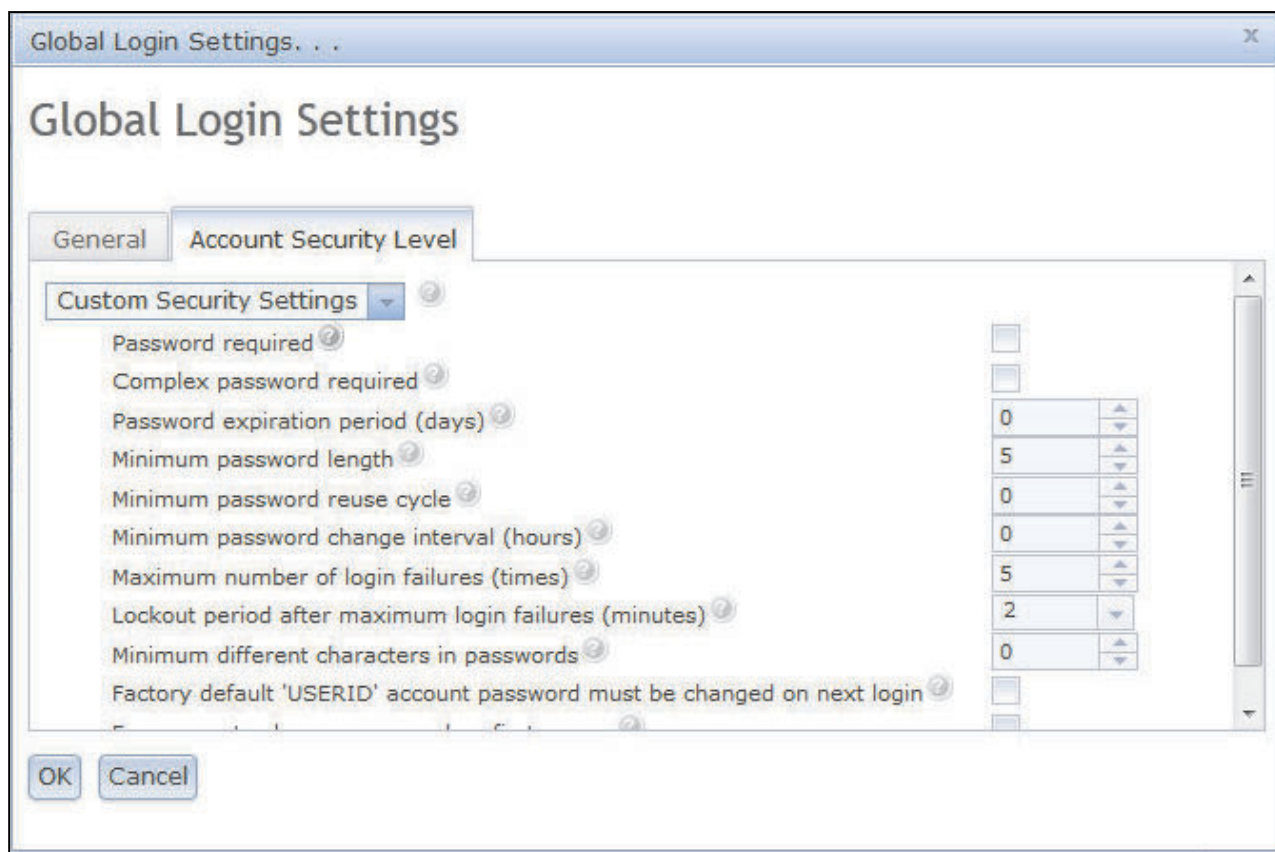 Global Login Settings. . .
x
Global Login Settings
General
Account Security Level
Custom Security Settings
Password required
Complex password required
Password expiration period (days) 0
Minimum password length 5
Minimum password reuse cycle 0
Minimum password change interval (hours) 0
Maximum number of login failures (times) 5
Lockout period after maximum login failures (minutes) 2
Minimum different characters in passwords 0
Factory default 'USERID' account password must be changed on next login
OK
Cancel